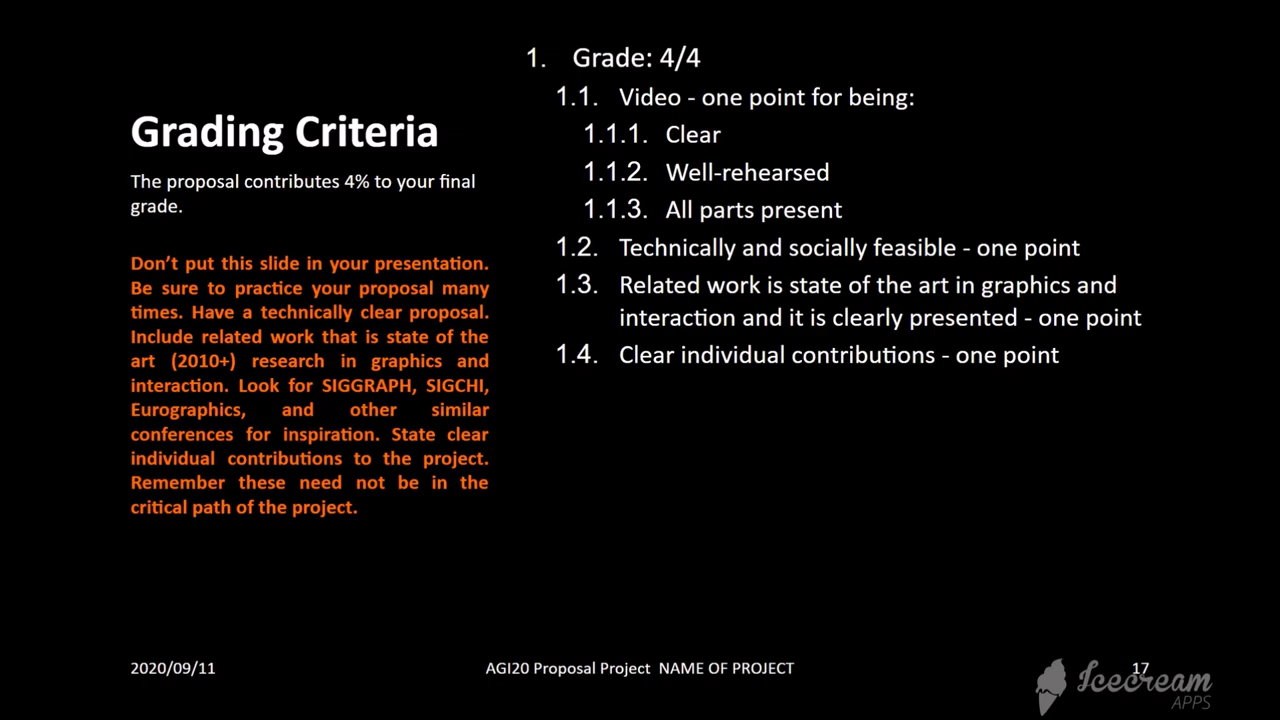 Grading Criteria
The proposal contributes 4% to your final
grade.
Don’t put this slide in your presentation.
Be sure to practice your proposal many
times. Have a technically clear proposal.
Include related work that is state of the
art (2010+) research in graphics and
interaction. Look for SIGGRAPH, SIGCHI,
Eurographics, and other similar
conferences for inspiration. State clear
individual contributions to the project.
Remember these need not be in the
critical path of the project.
1. Grade: 4/4
1.1. Video - one point for being:
1.1.1. Clear
1.1.2. Well-rehearsed
1.1.3. All parts present
1.2. Technically and socially feasible - one point
1.3. Related work is state of the art in graphics and
interaction and it is clearly presented - one point
1.4. Clear individual contributions - one point
2020/09/11
AGI20 Proposal Project NAME OF PROJECT
17
Icecream
APPS